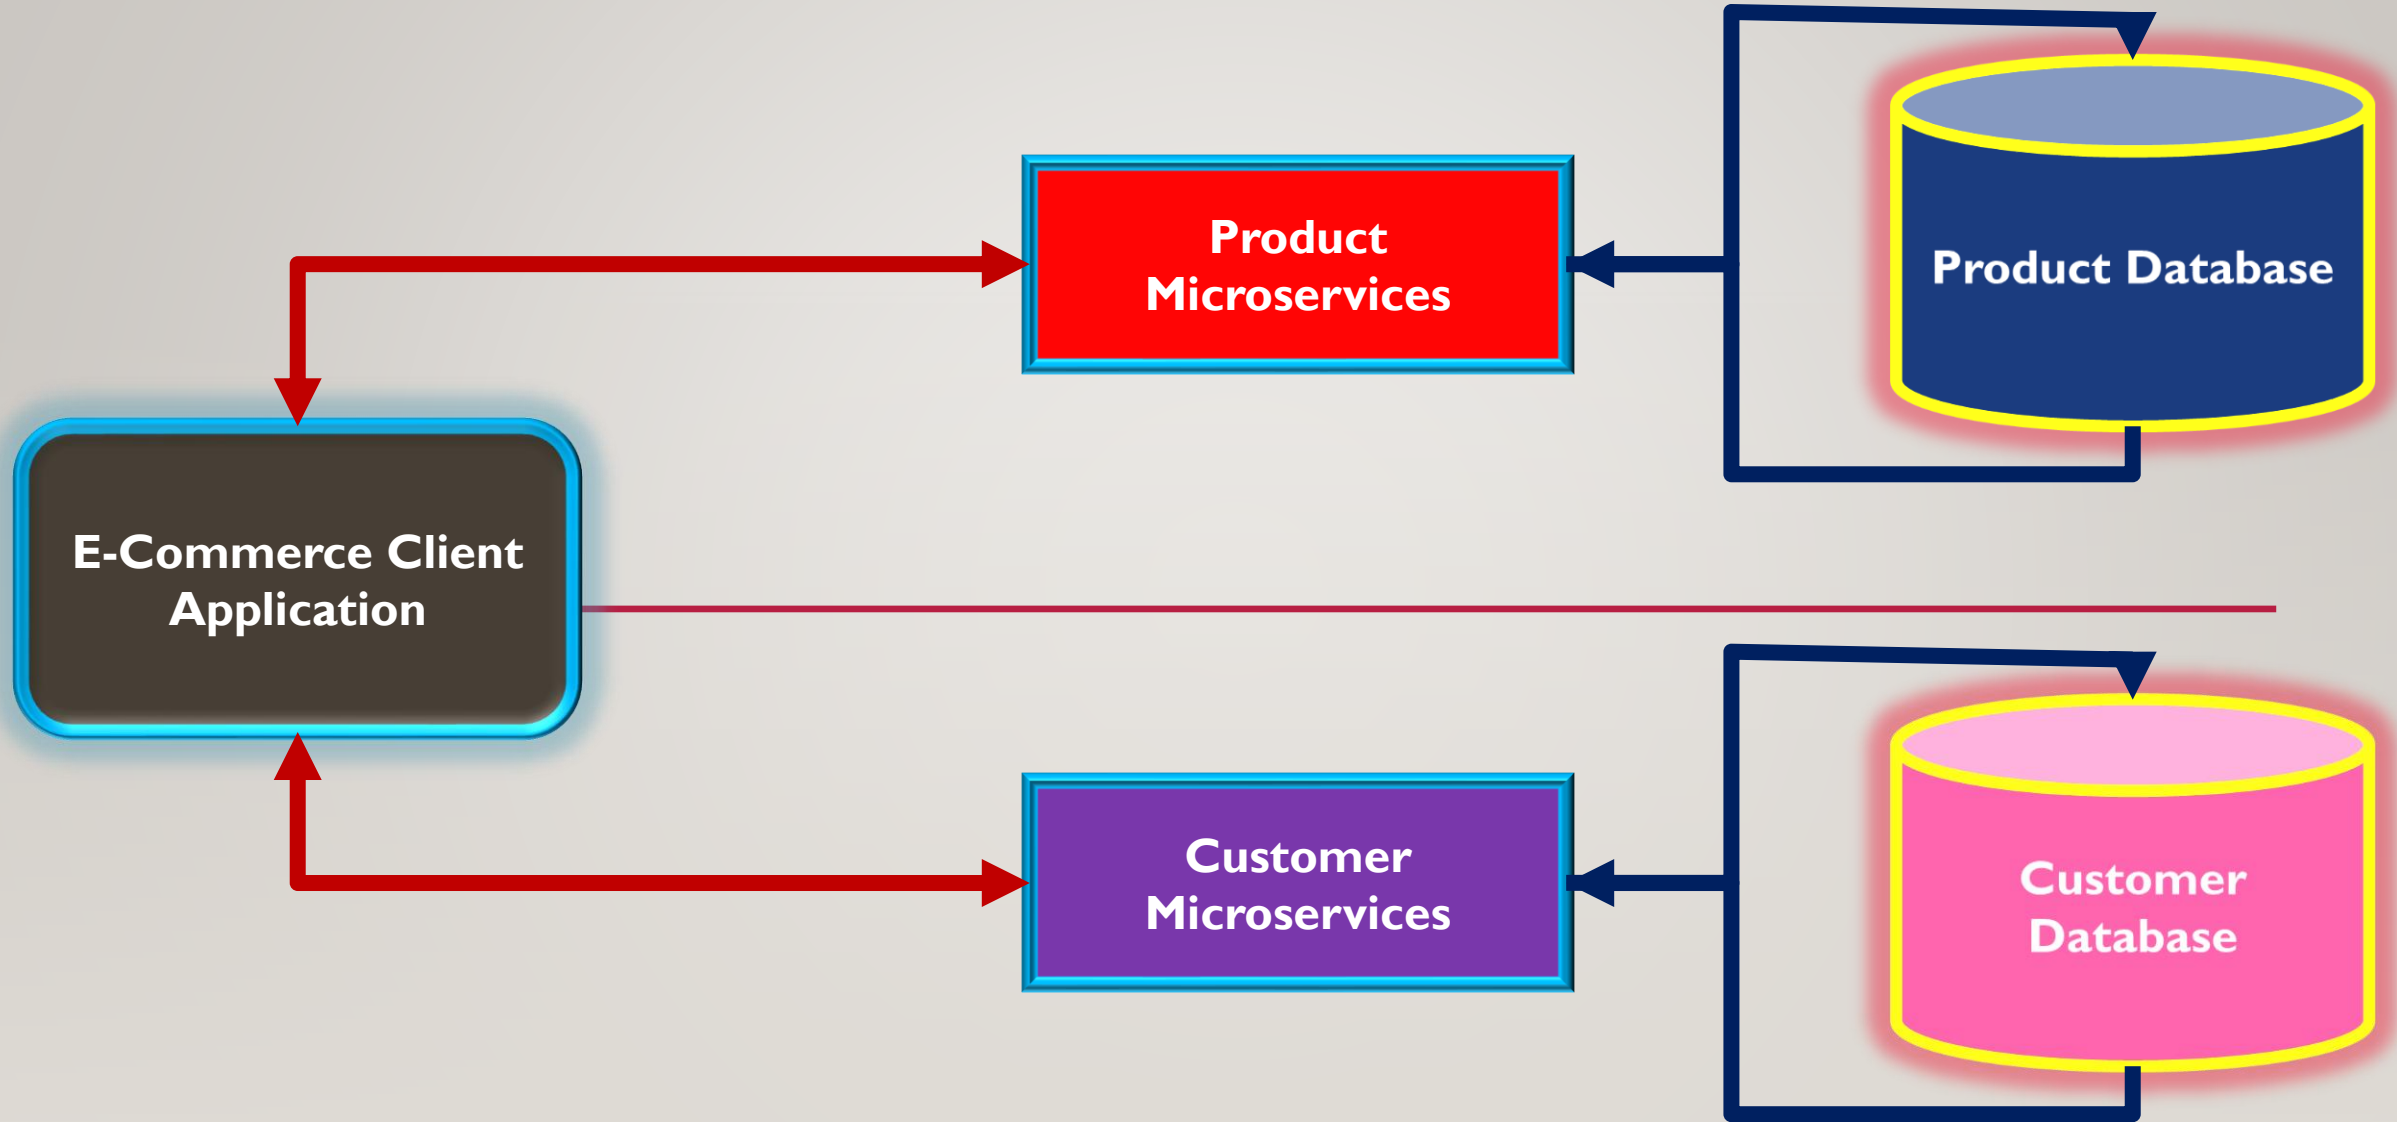 Product
Microservices
Product Database
E-Commerce Client
Application
Customer
Microservices
Customer
Database